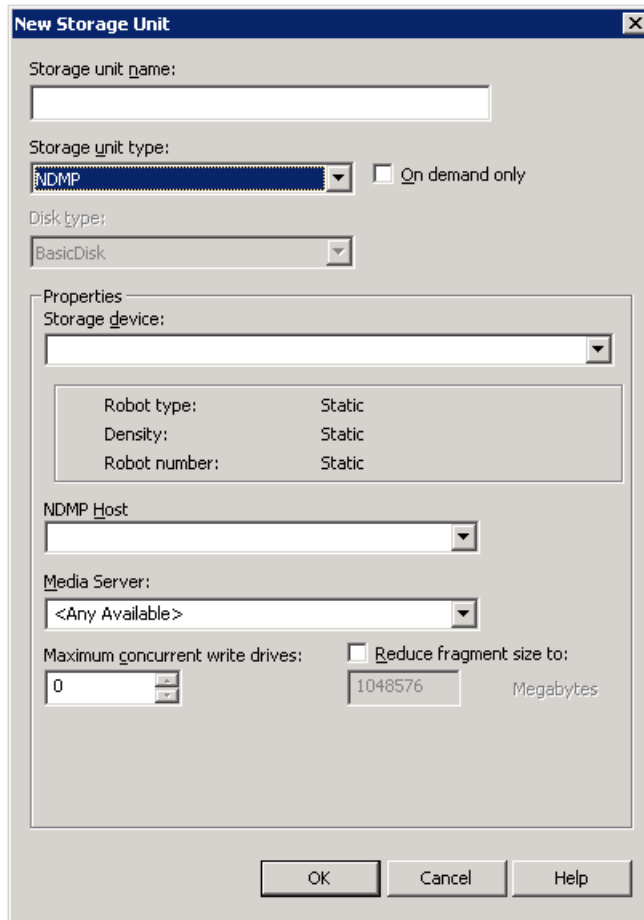 New Storage Unit
Storage unit name:
Storage unit type:
NDMP
On demand only
Disk type:
BasicDisk
Properties
Storage device:
Robot type: Static
Density: Static
Robot number: Static
NDMP Host
Media Server:
<Any Available>
Maximum concurrent write drives: Reduce fragment size to:
0 1048576 Megabytes
OK Cancel Help